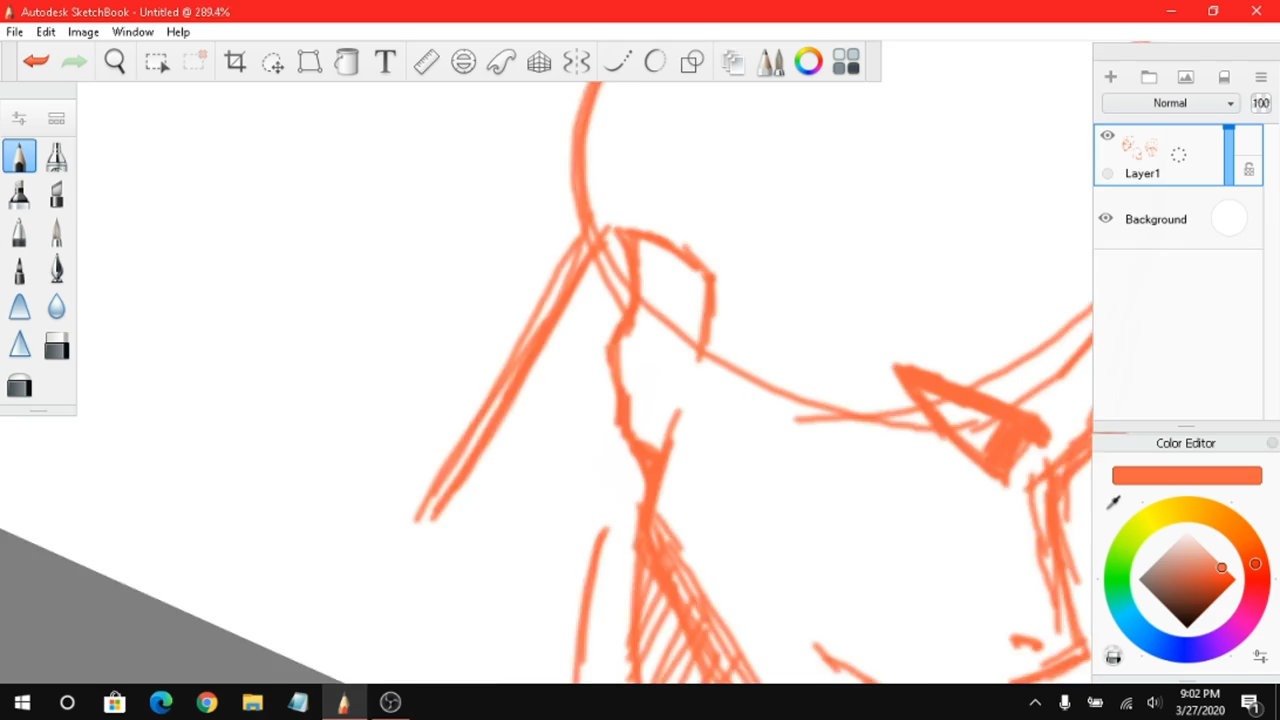 Autodesk SketchBook - Untitled @ 289.4%
File Edit Image Window Help
T
Normal
100
Layer1
Background
Color Editor
9:02 PM
3/27/2020
1